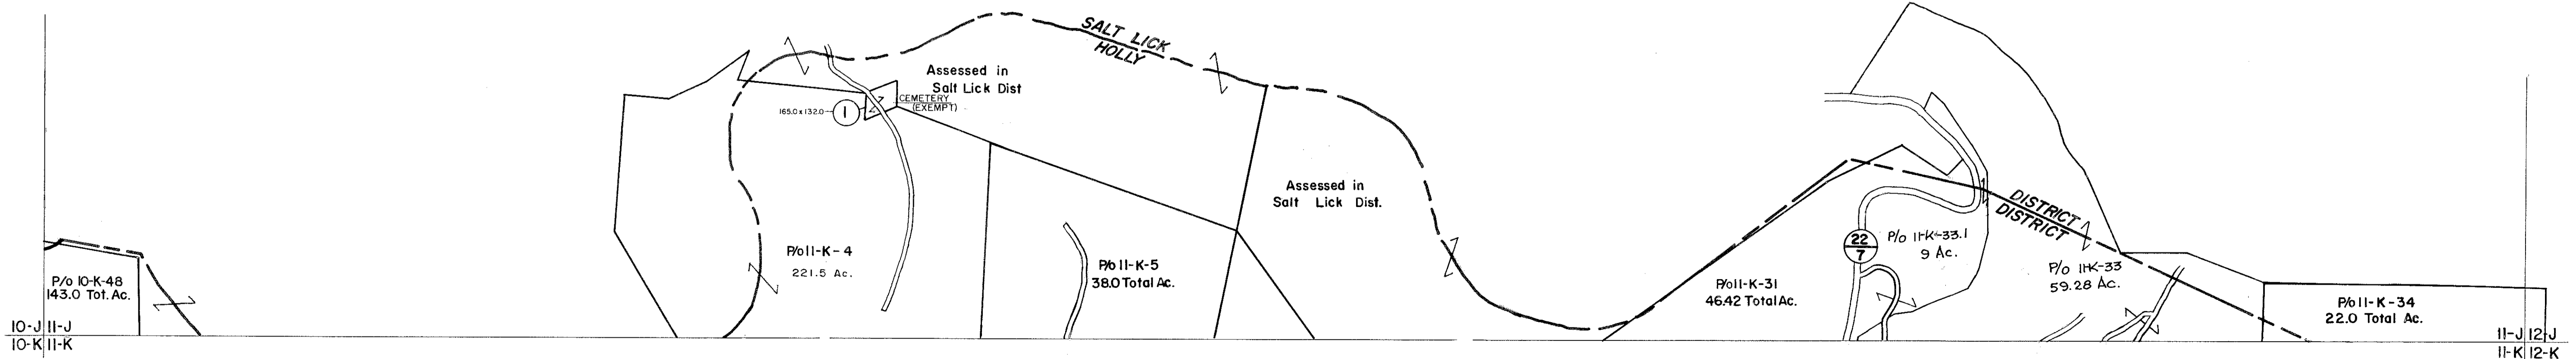 SALT LICK
HOLLY
Assessed in
Salt Lick Dist
CEMETERY
(EXEMPT)
165.0 x 132.0
1
Assessed in
Salt Lick Dist.
DISTRICT
DISTRICT
P/o 10-K-48
143.0 Tot. Ac.
P/o 11-K-4
221.5 Ac.
P/o 11-K-5
38.0 Total Ac.
P/o 11-K-31
46.42 Total Ac.
22
7
P/o 11-K-33.1
9 Ac.
P/o 11-K-33
59.28 Ac.
P/o 11-K-34
22.0 Total Ac.
10-J 11-J
10-K 11-K
11-J 12-J
11-K 12-K